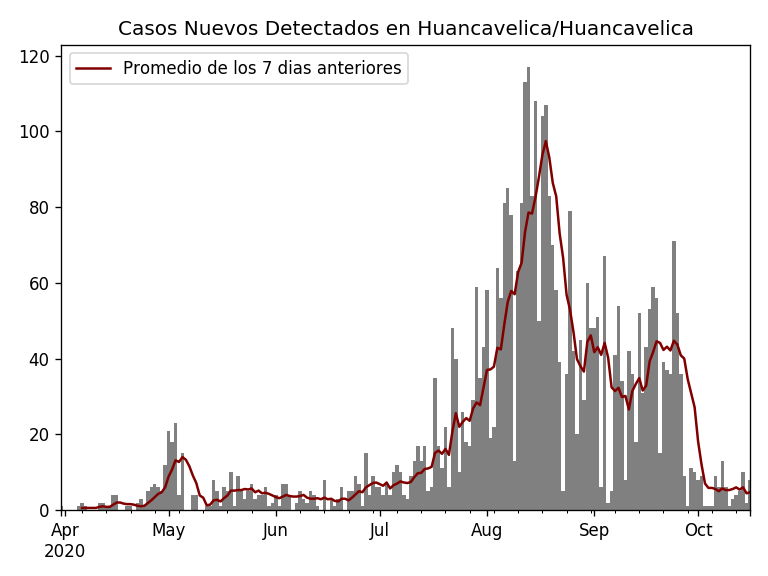 Casos Nuevos Detectados en Huancavelica/Huancavelica
Promedio de los 7 dias anteriores
120
100
80
60
40
20
0
Apr May Jun Jul Aug Sep Oct
2020